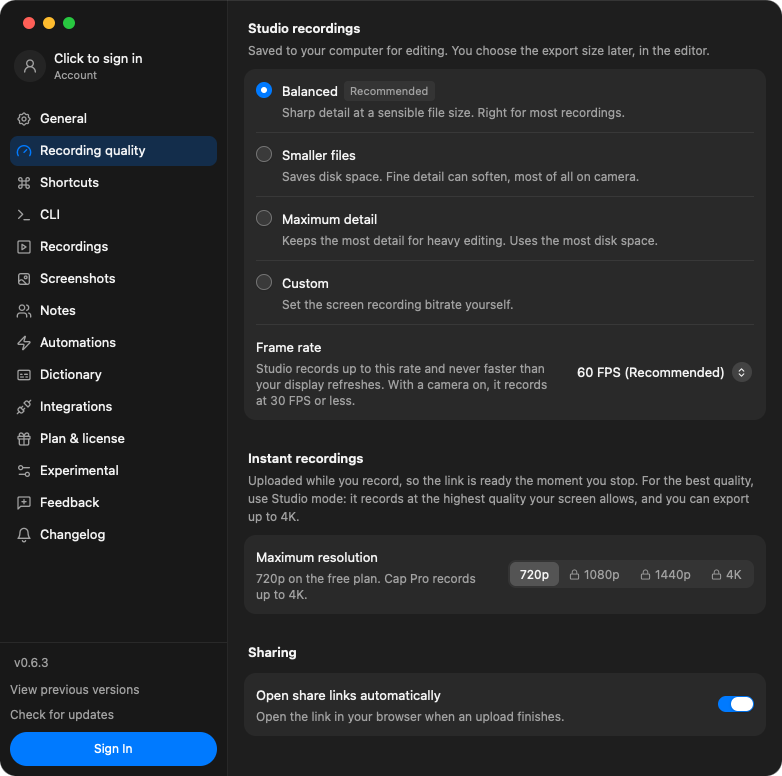 Click to sign in
Account
General
Recording quality
Shortcuts
CLI
Recordings
Screenshots
Notes
Automations
Dictionary
Integrations
Plan & license
Experimental
Feedback
Changelog
v0.6.3
View previous versions
Check for updates
Sign In
Studio recordings
Saved to your computer for editing. You choose the export size later, in the editor.
Balanced Recommended
Sharp detail at a sensible file size. Right for most recordings.
Smaller files
Saves disk space. Fine detail can soften, most of all on camera.
Maximum detail
Keeps the most detail for heavy editing. Uses the most disk space.
Custom
Set the screen recording bitrate yourself.
Frame rate
Studio records up to this rate and never faster than
your display refreshes. With a camera on, it records
at 30 FPS or less.
60 FPS (Recommended)
Instant recordings
Uploaded while you record, so the link is ready the moment you stop. For the best quality,
use Studio mode: it records at the highest quality your screen allows, and you can export
up to 4K.
Maximum resolution
720p on the free plan. Cap Pro records
up to 4K.
720p 1080p 1440p 4K
Sharing
Open share links automatically
Open the link in your browser when an upload finishes.